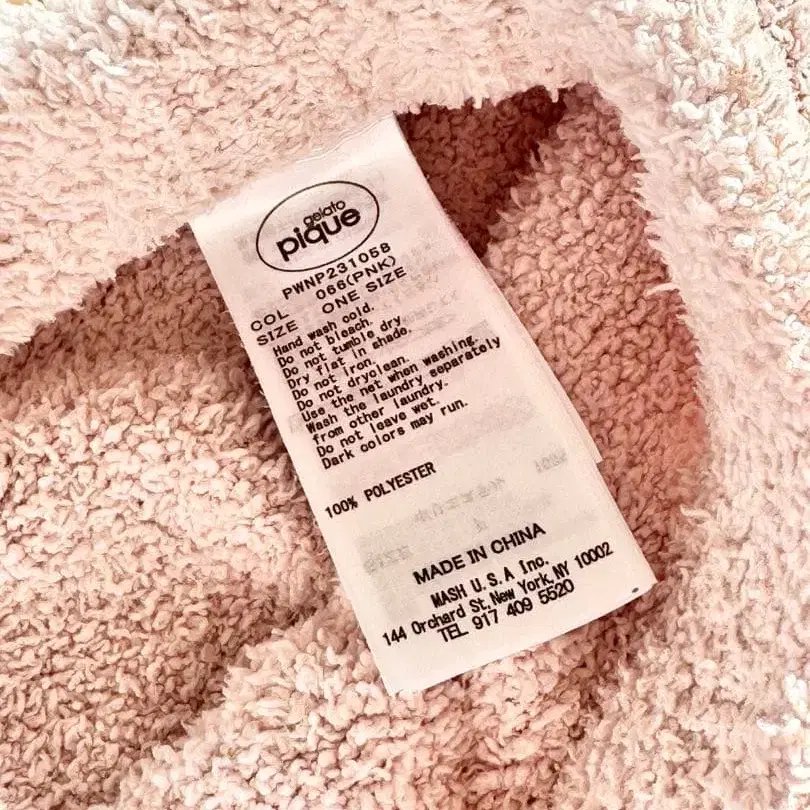 gelato
pique
PWNP231058
COL 066(PNK)
SIZE ONE SIZE
Hand wash cold.
Do not bleach.
Do not tumble dry.
Dry flat in shade.
Do not iron.
Do not dryclean.
Use the net when washing.
Wash the laundry separately
from other laundry.
Do not leave wet.
Dark colors may run.
100% POLYESTER
MADE IN CHINA
MASH U.S.A Inc.
144 Orchard St.New York,NY 10002
TEL 917 409 5520